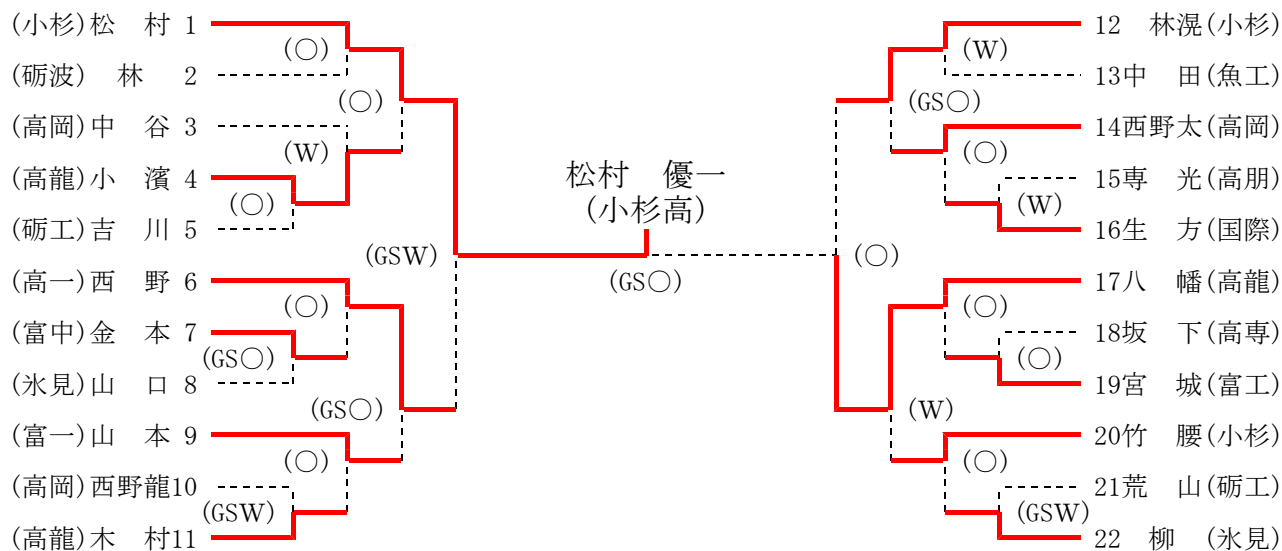 (小杉)松　村 1
(〇)
(砺波)　林　 2
(〇)
(高岡)中　谷 3
(W)
(高龍)小　濱 4
(〇)
(砺工)吉　川 5
(GSW)
(高一)西　野 6
(〇)
(富中)金　本 7
(GS〇)
(氷見)山　口 8
(GS〇)
(富一)山　本 9
(〇)
(高岡)西野龍10
(GSW)
(高龍)木　村11
松村　優一
(小杉高)
(GS〇)
12　林滉(小杉)
(W)
13中　田(魚工)
(GS〇)
14西野太(高岡)
(〇)
15専　光(高朋)
(W)
16生　方(国際)
(〇)
17八　幡(高龍)
(〇)
18坂　下(高専)
(〇)
19宮　城(富工)
(W)
20竹　腰(小杉)
(〇)
21荒　山(砺工)
(GSW)
22　柳　(氷見)